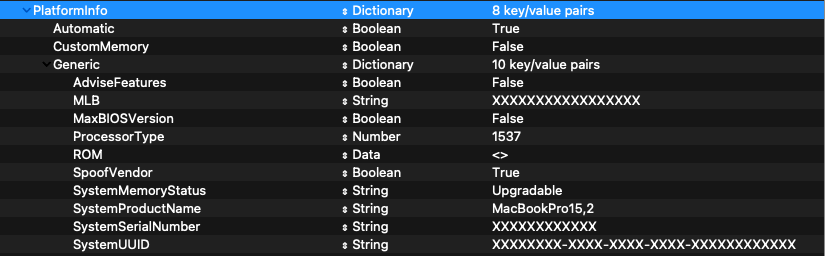 PlatformInfo Dictionary 8 key/value pairs
Automatic Boolean True
CustomMemory Boolean False
Generic Dictionary 10 key/value pairs
AdviseFeatures Boolean False
MLB String XXXXXXXXXXXXXXXXX
MaxBIOSVersion Boolean False
ProcessorType Number 1537
ROM Data <>
SpoofVendor Boolean True
SystemMemoryStatus String Upgradable
SystemProductName String MacBookPro15,2
SystemSerialNumber String XXXXXXXXXXXX
SystemUUID String XXXXXXXX-XXXX-XXXX-XXXX-XXXXXXXXXXXX